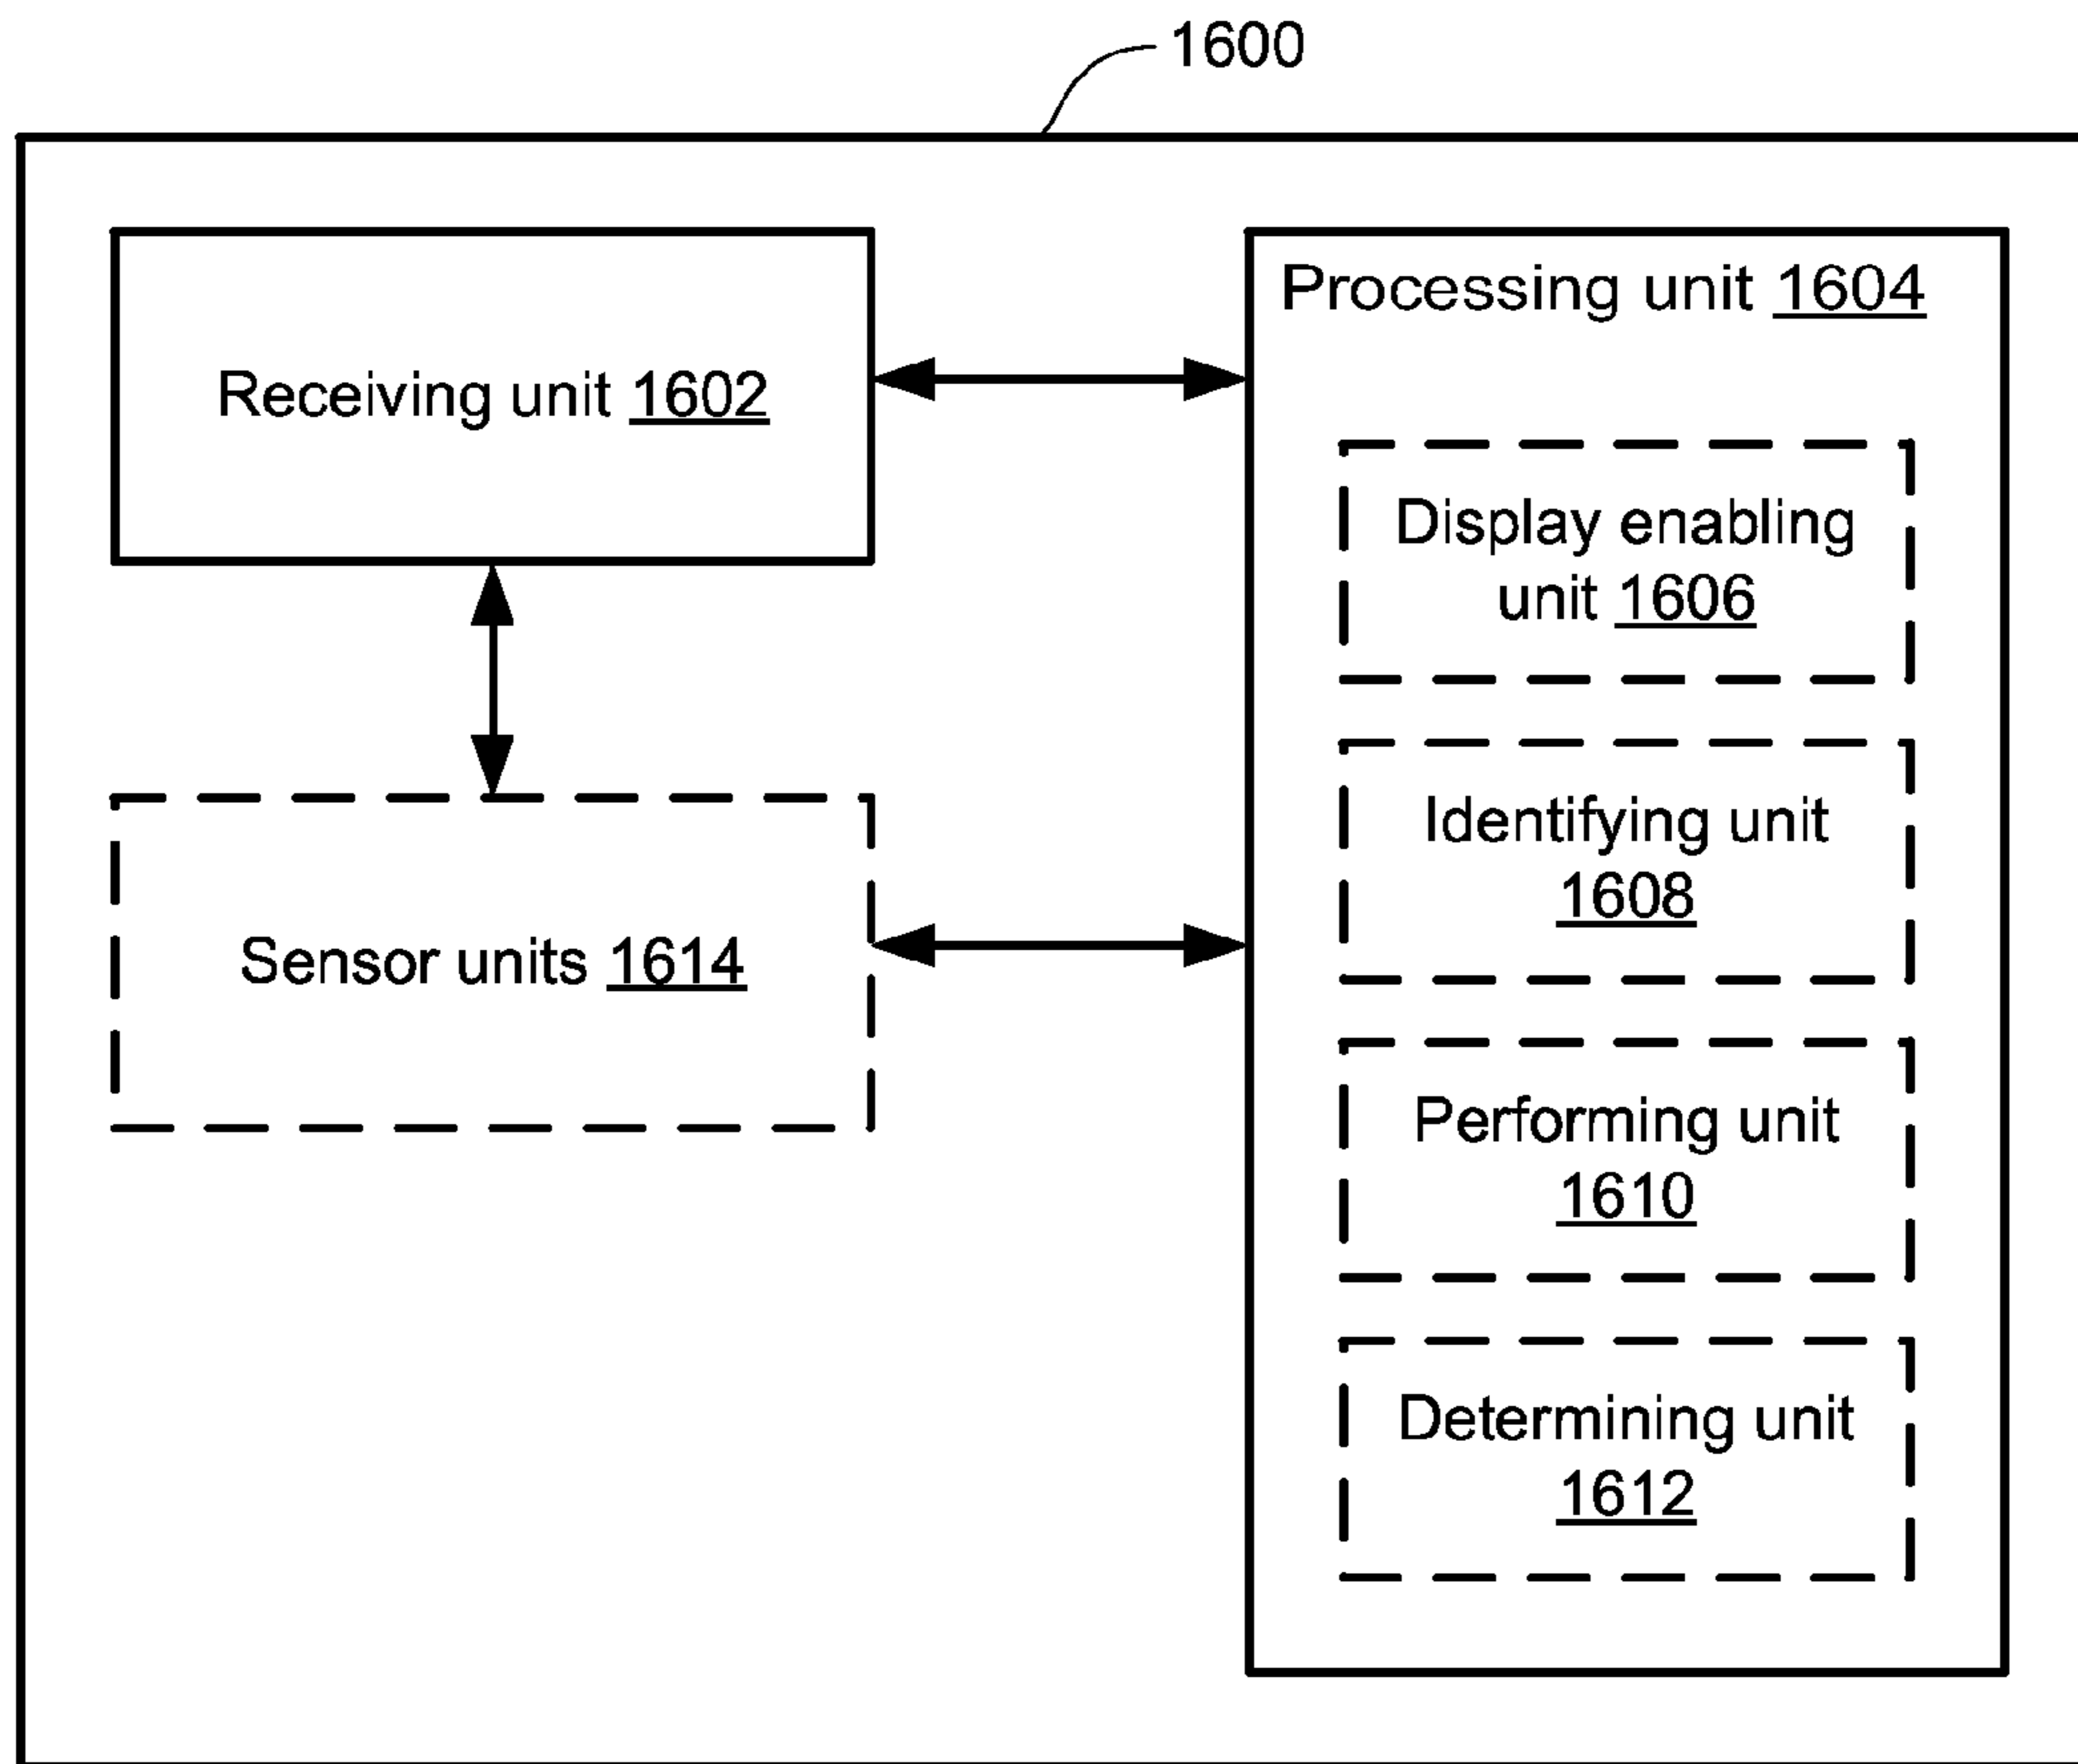 1600
Receiving unit 1602
Processing unit 1604
Display enabling
unit 1606
Identifying unit
1608
Sensor units 1614
Performing unit
1610
Determining unit
1612